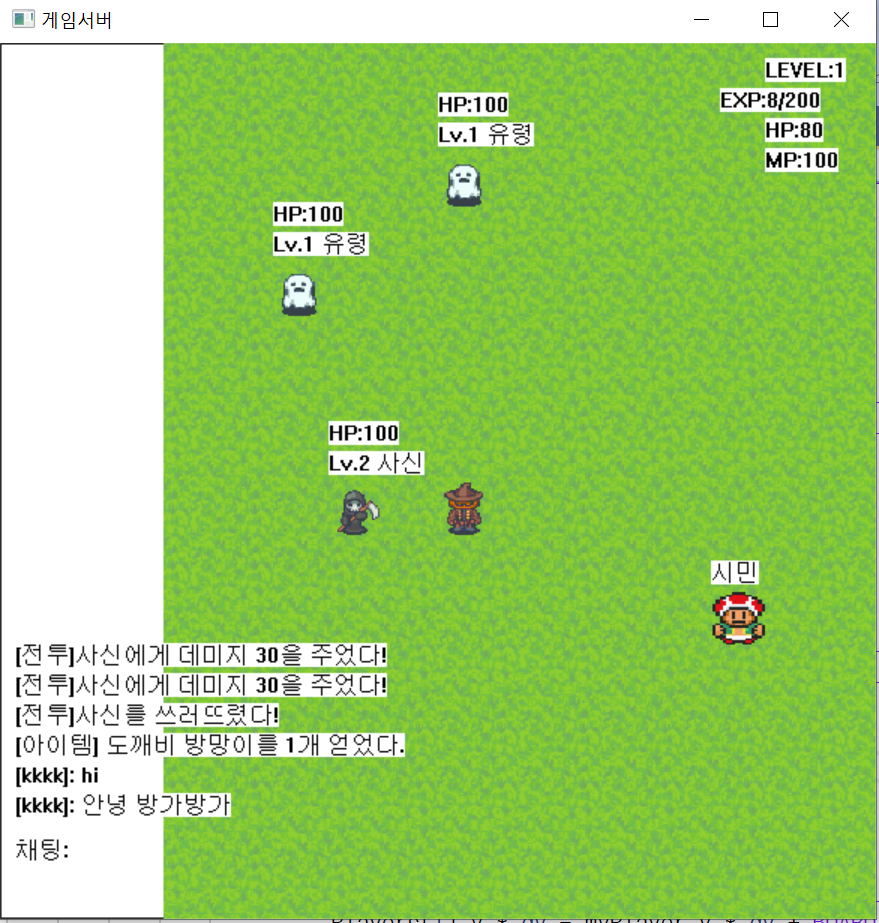 게임서버
LEVEL:1
EXP:8/200
HP:80
MP:100
HP:100
Lv.1 유령
HP:100
Lv.1 유령
HP:100
Lv.2 사신
시민
[전투]사신에게 데미지 30을 주었다!
[전투]사신에게 데미지 30을 주었다!
[전투]사신를 쓰러뜨렸다!
[아이템] 도깨비 방망이를 1개 얻었다.
[kkkk]: hi
[kkkk]: 안녕 방가방가
채팅: